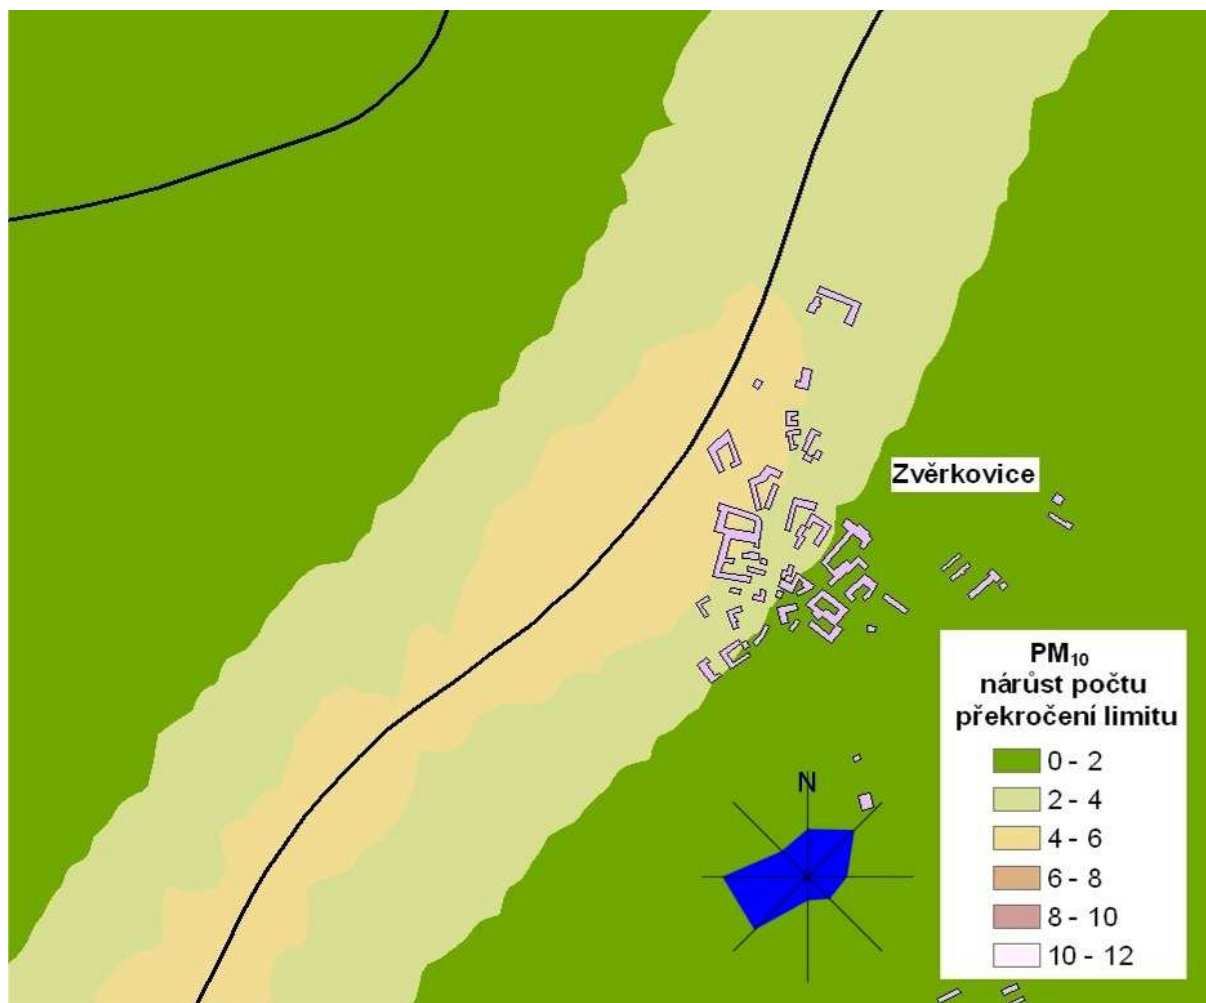 Zvěrkovice
PM₁₀
nárůst počtu
překročení limitu
0 - 2
2 - 4
4 - 6
6 - 8
8 - 10
10 - 12
N